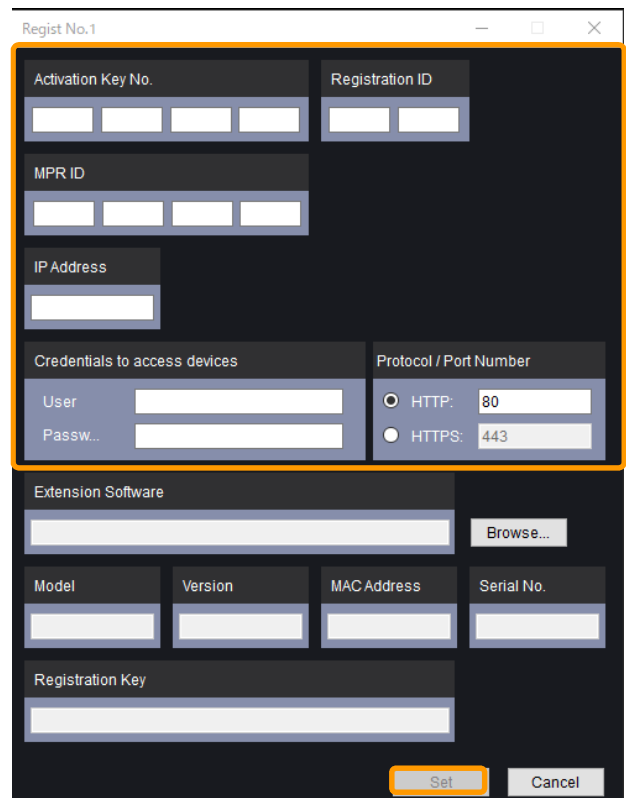 Regist No.1
Activation Key No.
Registration ID
MPR ID
IP Address
Credentials to access devices
Protocol / Port Number
User
HTTP:
80
Passw...
HTTPS:
443
Extension Software
Browse...
Model
Version
MAC Address
Serial No.
Registration Key
Set
Cancel